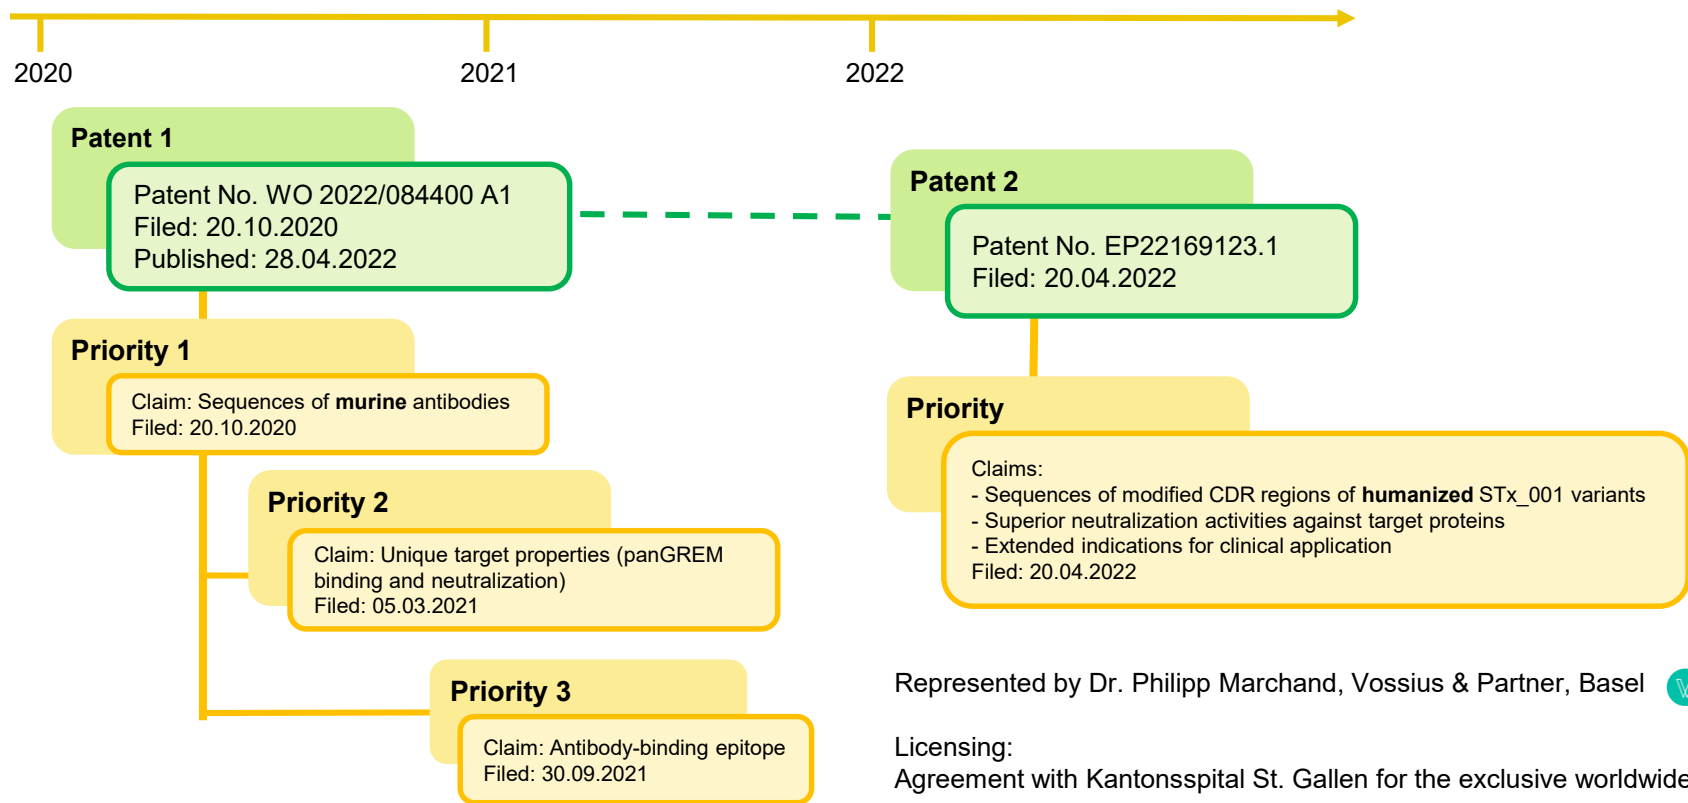 2020
2021
2022
Patent 1
Patent No. WO 2022/084400 A1
Filed: 20.10.2020
Published: 28.04.2022
Patent 2
Patent No. EP22169123.1
Filed: 20.04.2022
Priority 1
Claim: Sequences of murine antibodies
Filed: 20.10.2020
Priority 2
Claim: Unique target properties (panGREM
binding and neutralization)
Filed: 05.03.2021
Priority 3
Claim: Antibody-binding epitope
Filed: 30.09.2021
Priority
Claims:
- Sequences of modified CDR regions of humanized STx_001 variants
- Superior neutralization activities against target proteins
- Extended indications for clinical application
Filed: 20.04.2022
Represented by Dr. Philipp Marchand, Vossius & Partner, Basel
Licensing:
Agreement with Kantonsspital St. Gallen for the exclusive worldwide